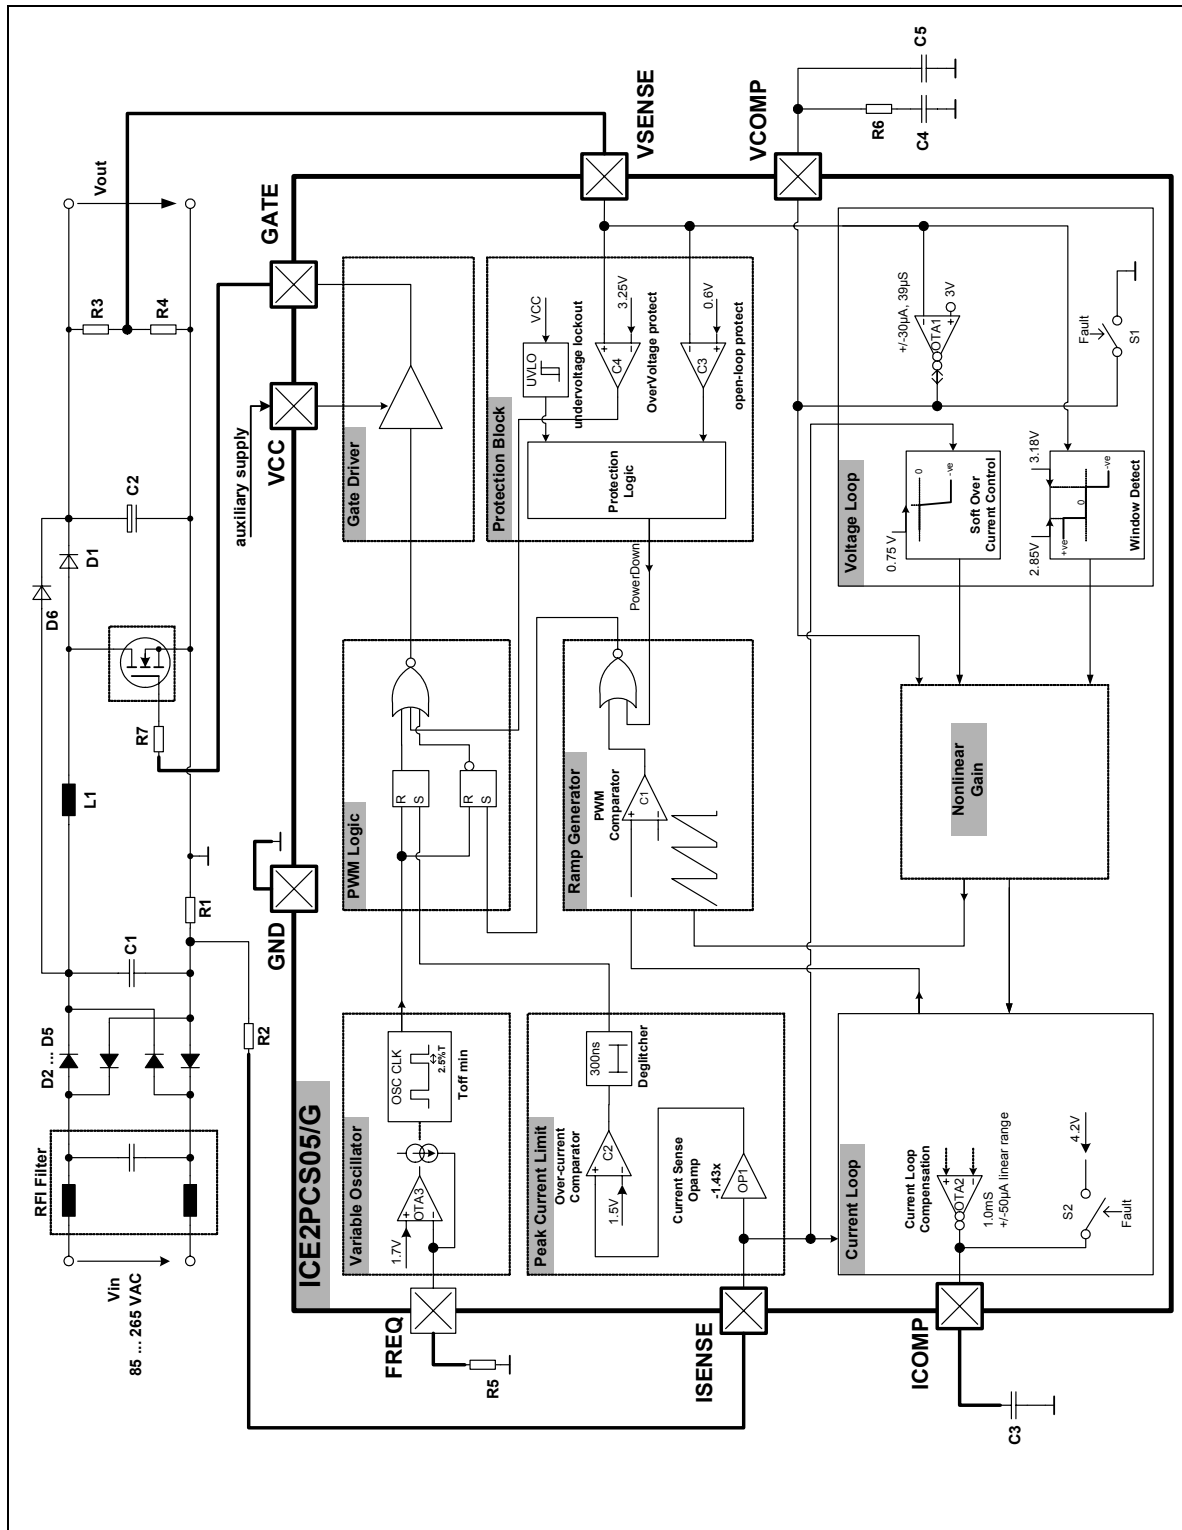 Vin
85 ... 265 VAC
RFI Filter
D2 ... D5
C1
R1
R2
L1
R7
D6
D1
C2
R3
R4
Vout
GND
auxiliary supply
VCC
GATE
ICE2PCS05/G
FREQ
R5
Variable Oscillator
1.7V
+
−
OTA3
OSC CLK
2.5%T
Toff min
PWM Logic
R
S
R
S
Gate Driver
ISENSE
Peak Current Limit
Over-current
Comparator
1.5V
+
−
C2
300ns
Deglitcher
Current Sense
Opamp
-1.43x
OP1
Ramp Generator
PWM
Comparator
C1
+
−
PowerDown
Protection Block
Protection
Logic
UVLO
VCC
undervoltage lockout
C4
+
−
3.25V
OverVoltage protect
C3
−
+
0.6V
open-loop protect
VSENSE
VCOMP
R6
C4
C5
ICOMP
C3
Current Loop
Current Loop
Compensation
+
−
OTA2
1.0mS
+/-50µA linear range
4.2V
S2
Fault
Nonlinear
Gain
Voltage Loop
0.75 V
0
-ve
Soft Over
Current Control
2.85V
3.18V
+ve
0
-ve
Window Detect
+/-30µA, 39µS
OTA1
−
+
3V
Fault
S1